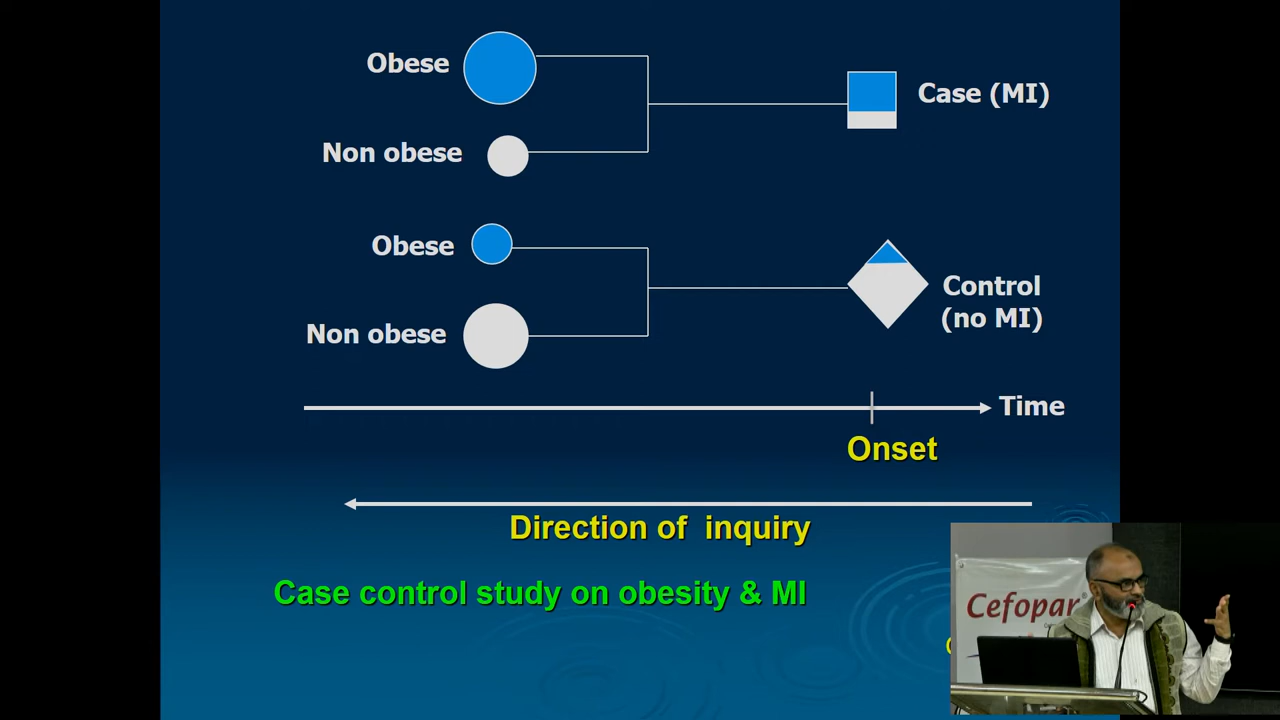 Obese
Case (MI)
Non obese
Obese
Control
(no MI)
Non obese
Time
Onset
Direction of inquiry
Case control study on obesity & MI
Cefopar®